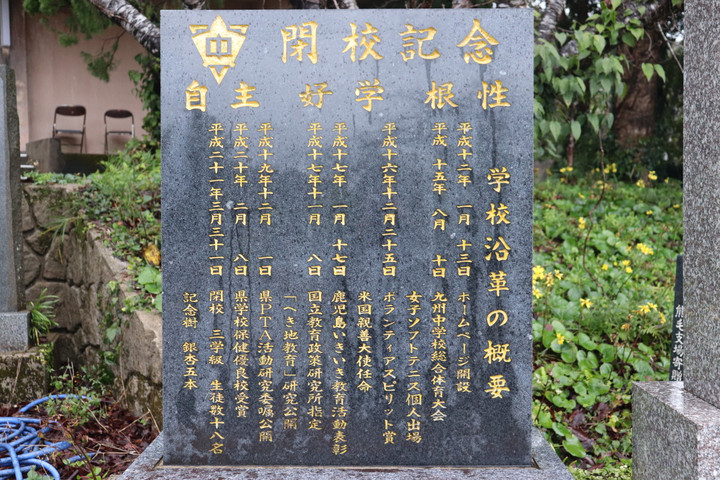 中
閉校記念
自主 好学 根性
学校沿革の概要
平成十二年 一月 十三日 ホームページ開設
平成 十五年 八月 十日 九州中学校総合体育大会
女子ソフトテニス個人出場
平成十六年十二月二十五日 ボランティアスピリット賞
米国親善大使任命
平成十七年 一月 十七日 鹿児島いきいき教育活動表彰
平成十七年十一月 八日 国立教育政策研究所指定
「へき地教育」研究公開
平成十九年十二月 一日 県PTA活動研究委嘱公開
平成二十年 二月 八日 県学校保健優良校受賞
平成二十一年三月三十一日 閉校 三学級 生徒数十八名
記念樹 銀杏五本